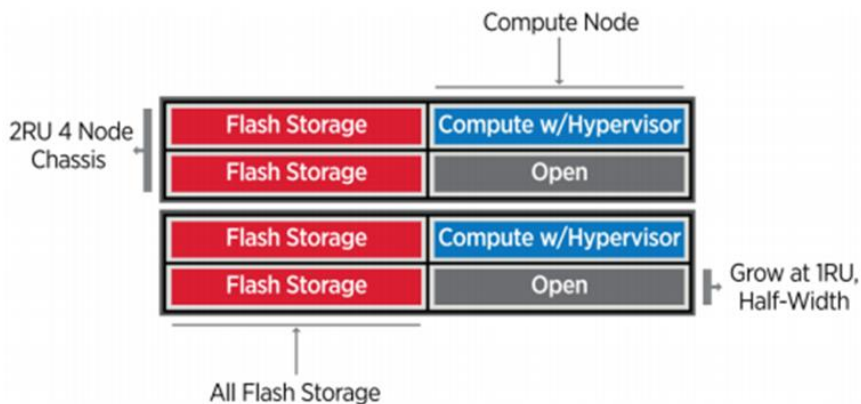 Compute Node
2RU 4 Node
Chassis
Flash Storage
Compute w/Hypervisor
Flash Storage
Open
Flash Storage
Compute w/Hypervisor
Flash Storage
Open
Grow at 1RU,
Half-Width
All Flash Storage